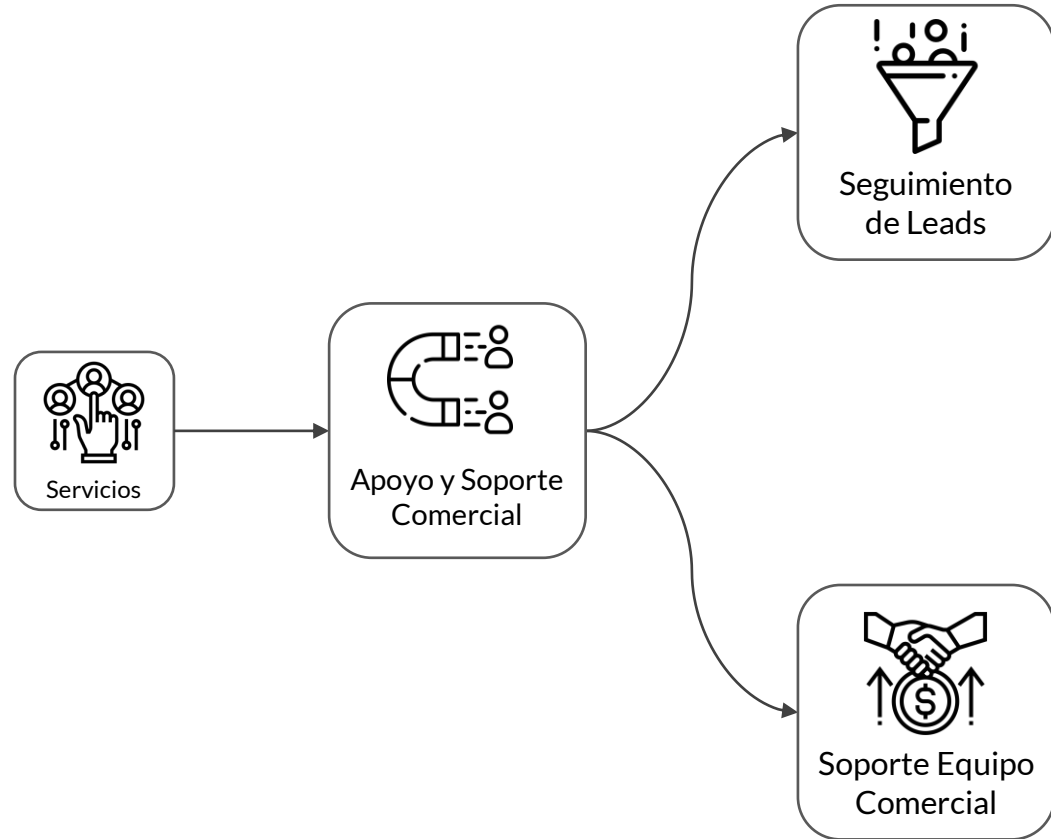 Seguimiento
de Leads
Servicios
Apoyo y Soporte
Comercial
$
Soporte Equipo
Comercial